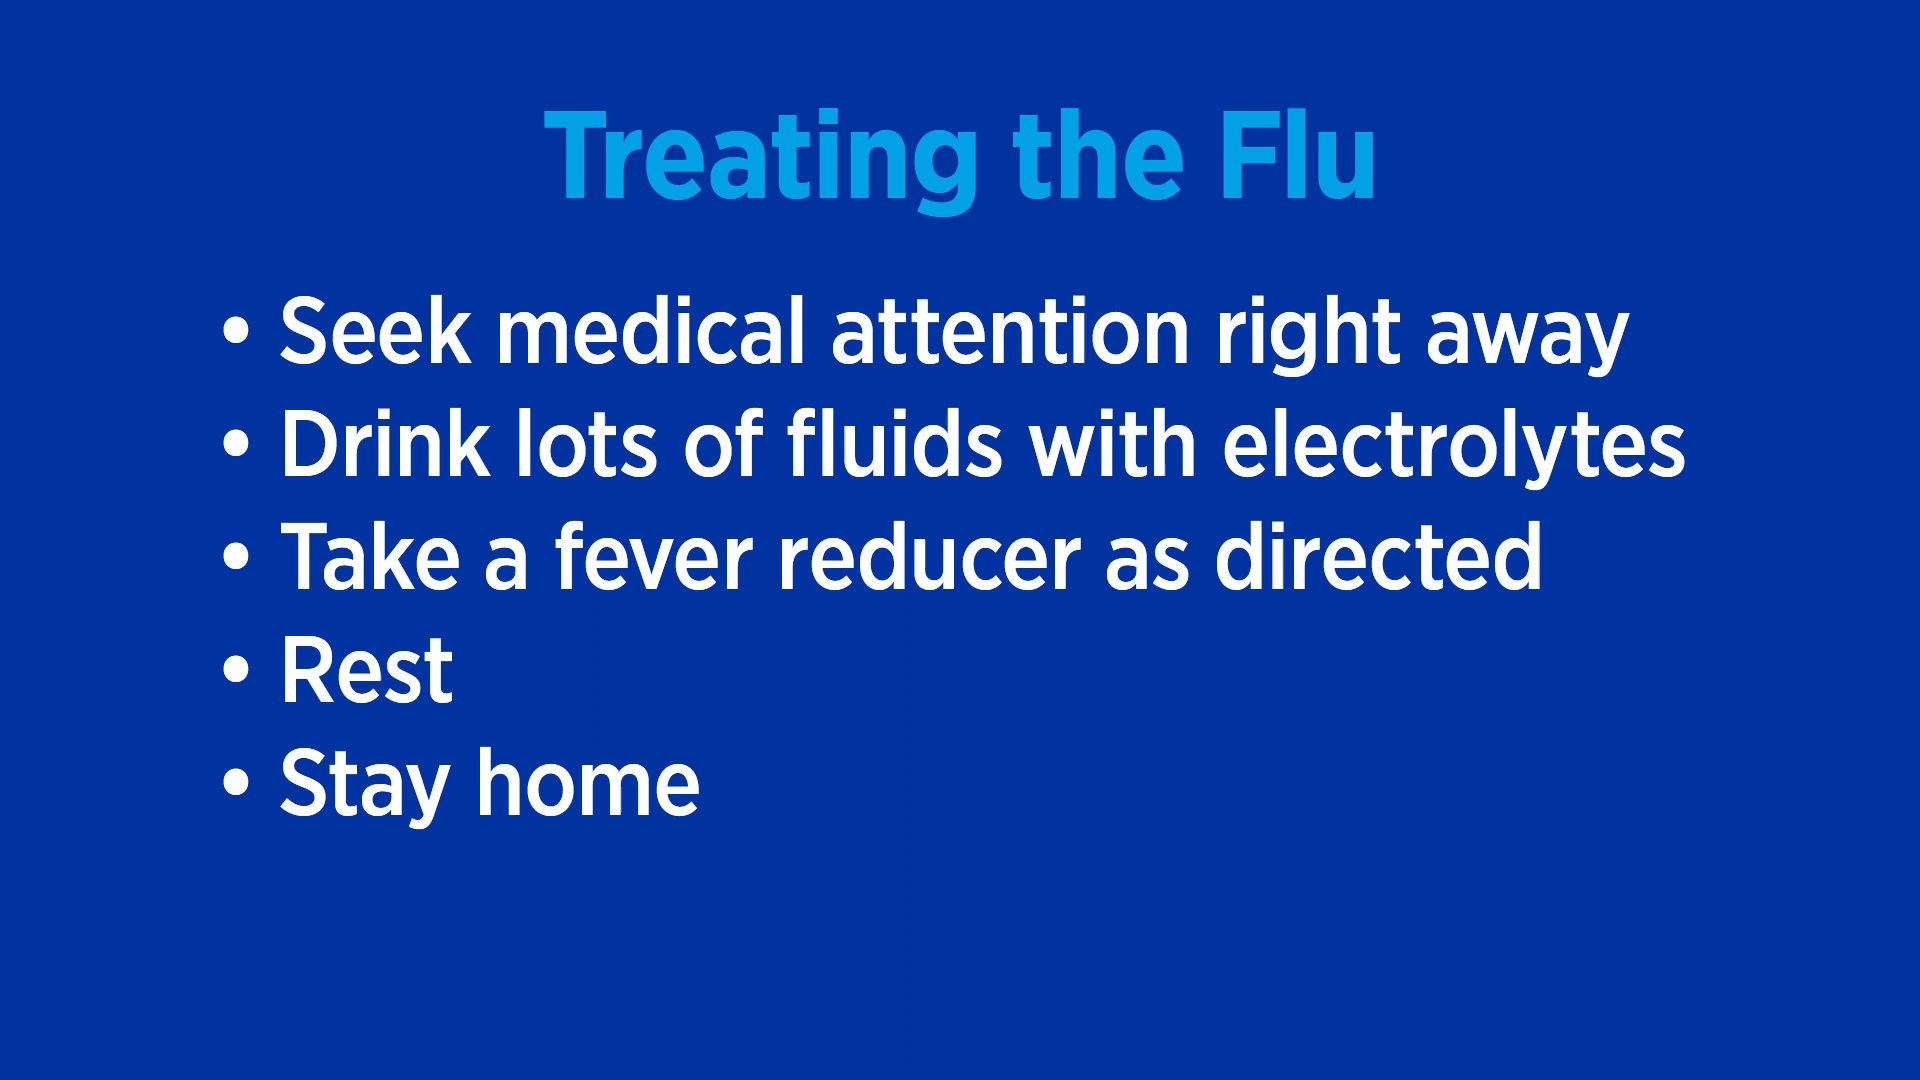 Treating the Flu
• Seek medical attention right away
• Drink lots of fluids with electrolytes
• Take a fever reducer as directed
• Rest
• Stay home